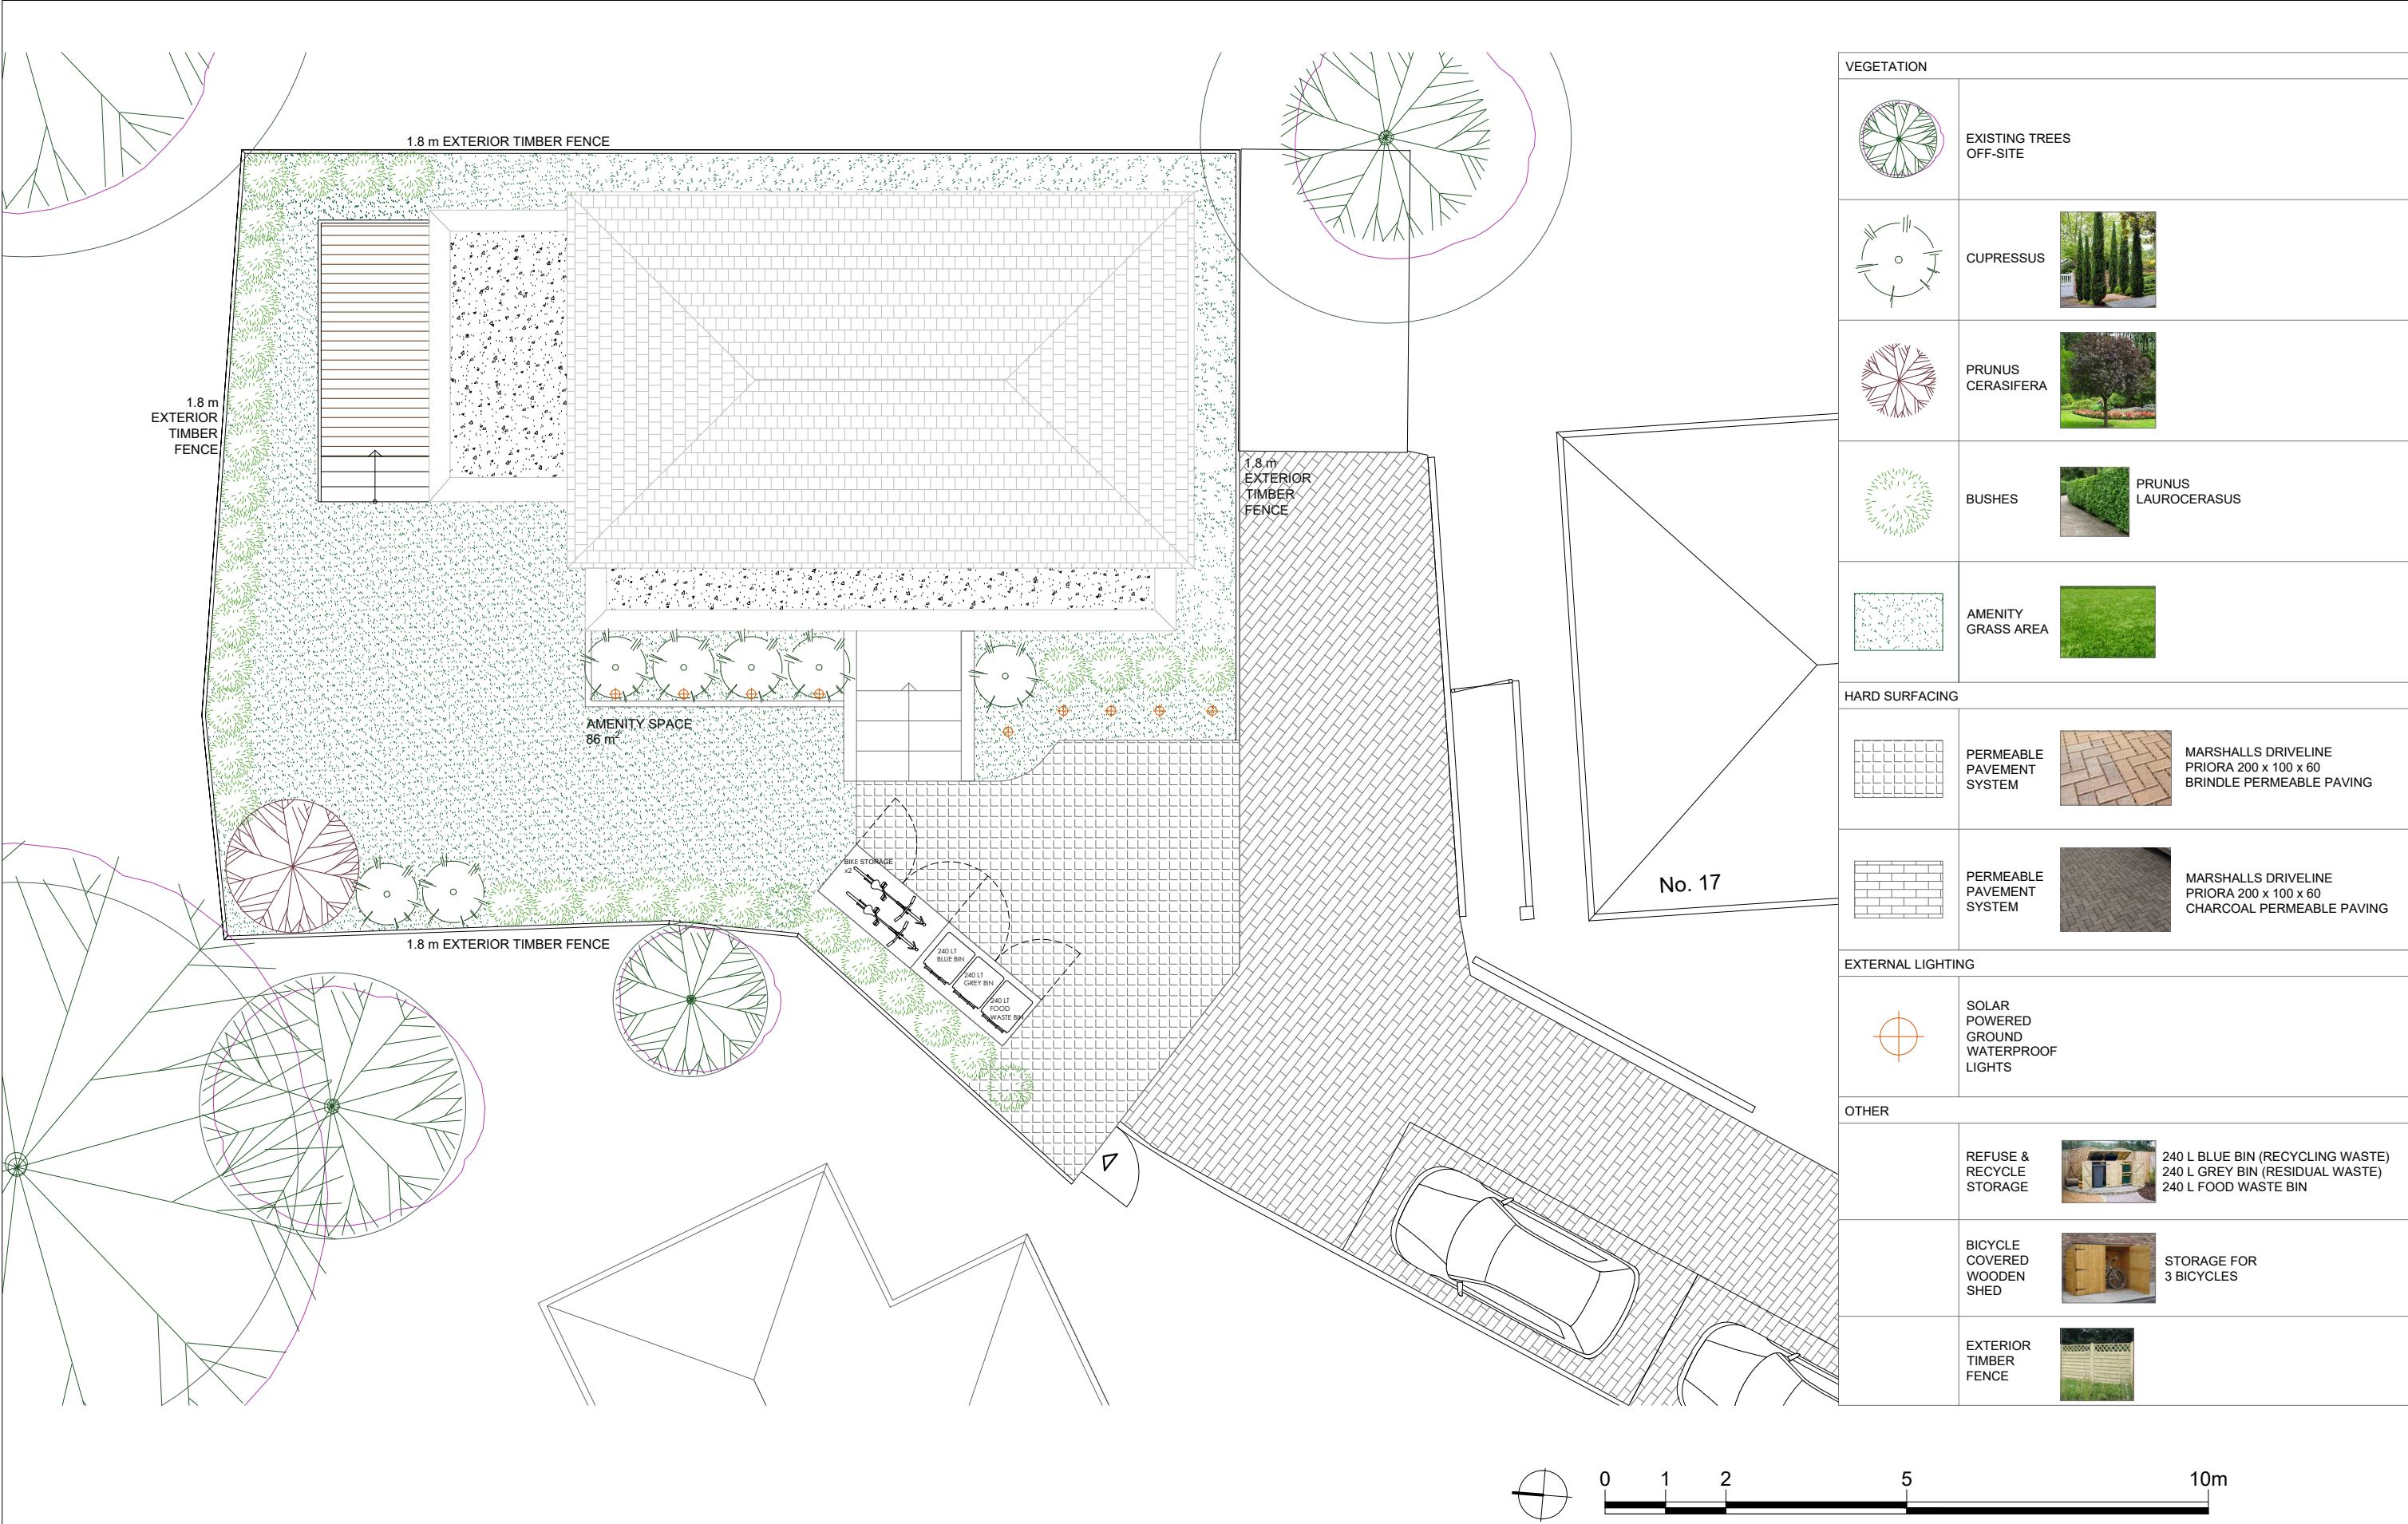 1.8 m EXTERIOR TIMBER FENCE
1.8 m
EXTERIOR
TIMBER
FENCE
1.8 m
EXTERIOR
TIMBER
FENCE
AMENITY SPACE
86 m²
BIKE STORAGE
x2
240 LT
BLUE BIN
240 LT
GREY BIN
240 LT
FOOD
WASTE BIN
1.8 m EXTERIOR TIMBER FENCE
No. 17
VEGETATION
EXISTING TREES
OFF-SITE
CUPRESSUS
PRUNUS
CERASIFERA
BUSHES
PRUNUS
LAUROCERASUS
AMENITY
GRASS AREA
HARD SURFACING
PERMEABLE
PAVEMENT
SYSTEM
MARSHALLS DRIVELINE
PRIORA 200 x 100 x 60
BRINDLE PERMEABLE PAVING
PERMEABLE
PAVEMENT
SYSTEM
MARSHALLS DRIVELINE
PRIORA 200 x 100 x 60
CHARCOAL PERMEABLE PAVING
EXTERNAL LIGHTING
SOLAR
POWERED
GROUND
WATERPROOF
LIGHTS
OTHER
REFUSE &
RECYCLE
STORAGE
240 L BLUE BIN (RECYCLING WASTE)
240 L GREY BIN (RESIDUAL WASTE)
240 L FOOD WASTE BIN
BICYCLE
COVERED
WOODEN
SHED
STORAGE FOR
3 BICYCLES
EXTERIOR
TIMBER
FENCE
0 1 2 5 10m